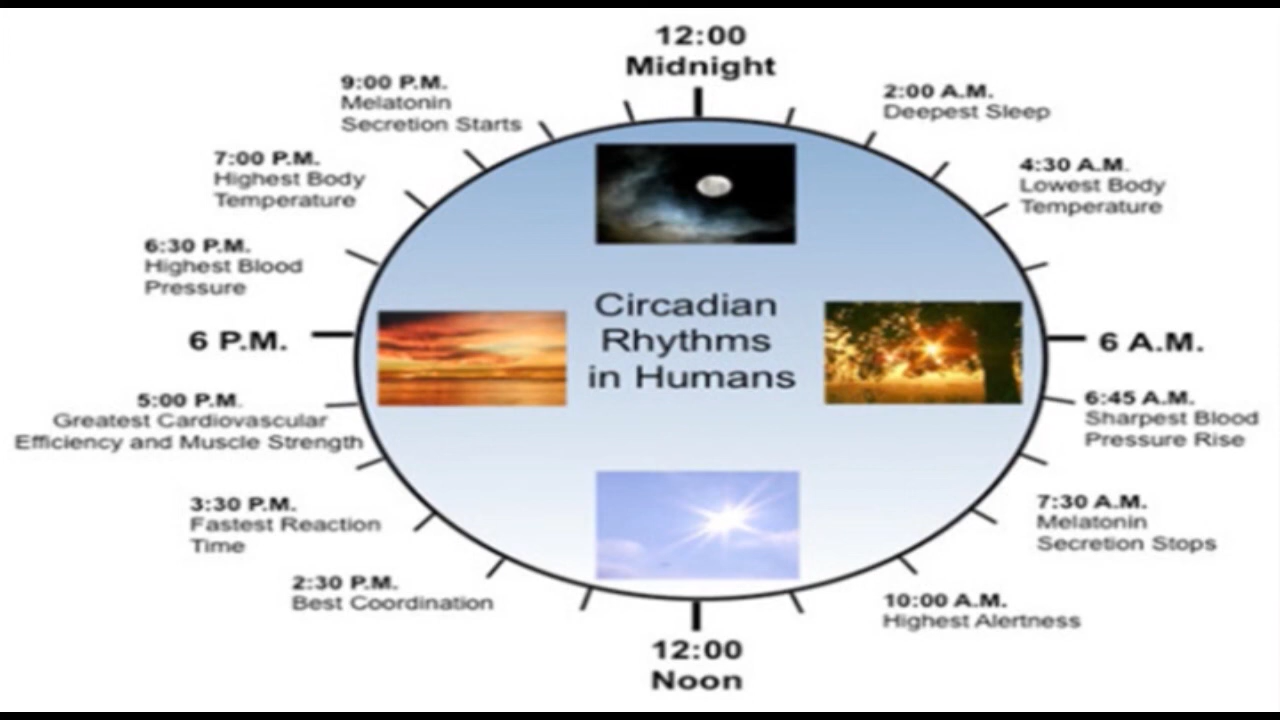 12:00
Midnight
2:00 A.M.
Deepest Sleep
4:30 A.M.
Lowest Body
Temperature
6 A.M.
6:45 A.M.
Sharpest Blood
Pressure Rise
7:30 A.M.
Melatonin
Secretion Stops
10:00 A.M.
Highest Alertness
12:00
Noon
2:30 P.M.
Best Coordination
3:30 P.M.
Fastest Reaction
Time
5:00 P.M.
Greatest Cardiovascular
Efficiency and Muscle Strength
6 P.M.
6:30 P.M.
Highest Blood
Pressure
7:00 P.M.
Highest Body
Temperature
9:00 P.M.
Melatonin
Secretion Starts
Circadian
Rhythms
in Humans